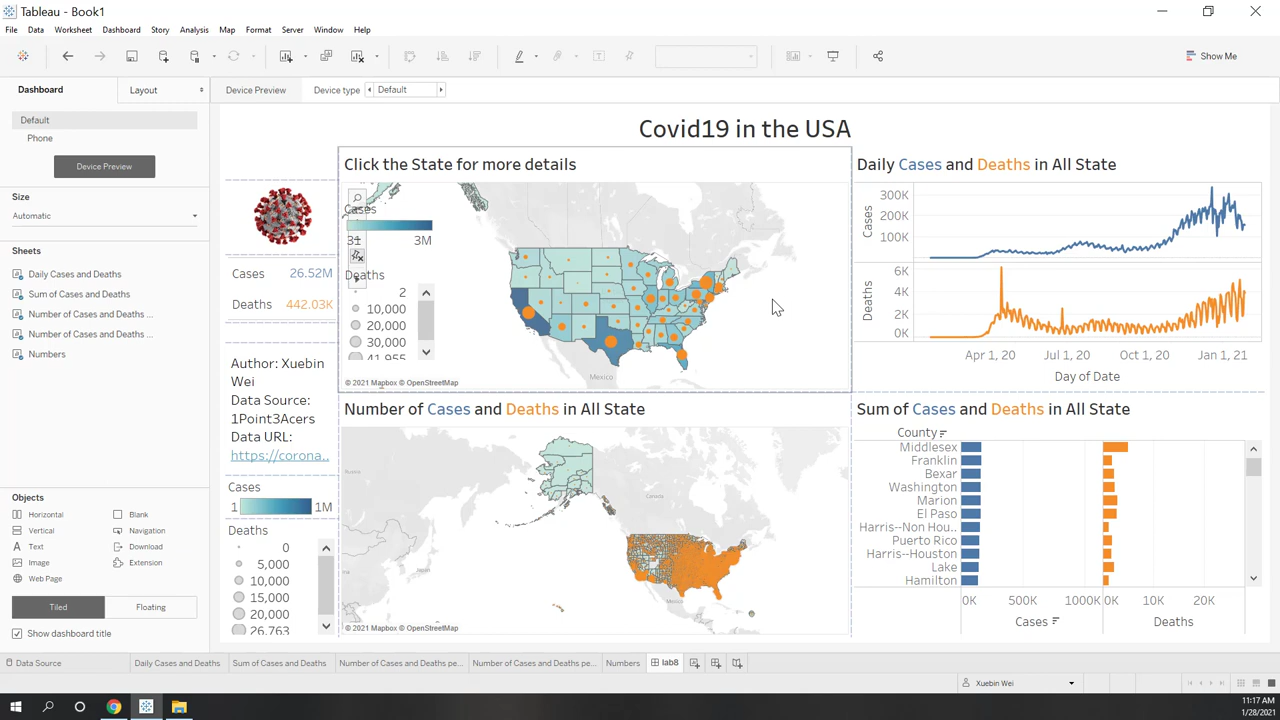 Tableau - Book1
File Data Worksheet Dashboard Story Analysis Map Format Server Window Help
Show Me
Dashboard
Layout
Device Preview
Device type
Default
Default
Phone
Device Preview
Size
Automatic
Sheets
Daily Cases and Deaths
Sum of Cases and Deaths
Number of Cases and Deaths ...
Number of Cases and Deaths ...
Numbers
Objects
Horizontal
Blank
Vertical
Navigation
Text
Download
Image
Extension
Web Page
Tiled
Floating
Show dashboard title
Covid19 in the USA
Cases 26.52M
Deaths 442.03K
Author: Xuebin
Wei
Data Source:
1Point3Acers
Data URL:
https://corona..
Cases
1 1M
Deaths
0
5,000
10,000
15,000
20,000
26,763
Click the State for more details
Cases
3M
Deaths
2
10,000
20,000
30,000
41,955
Mexico
© 2021 Mapbox © OpenStreetMap
Daily Cases and Deaths in All State
Cases
300K
200K
100K
Deaths
6K
4K
2K
0K
Apr 1, 20 Jul 1, 20 Oct 1, 20 Jan 1, 21
Day of Date
Number of Cases and Deaths in All State
Canada
Mexico
© 2021 Mapbox © OpenStreetMap
Sum of Cases and Deaths in All State
County
Middlesex
Franklin
Bexar
Washington
Marion
El Paso
Harris--Non Hou..
Puerto Rico
Harris--Houston
Lake
Hamilton
0K 500K 1000K
0K 10K 20K
Cases
Deaths
Data Source
Daily Cases and Deaths
Sum of Cases and Deaths
Number of Cases and Deaths pe...
Number of Cases and Deaths pe...
Numbers
lab8
Xuebin Wei
11:17 AM
1/28/2021